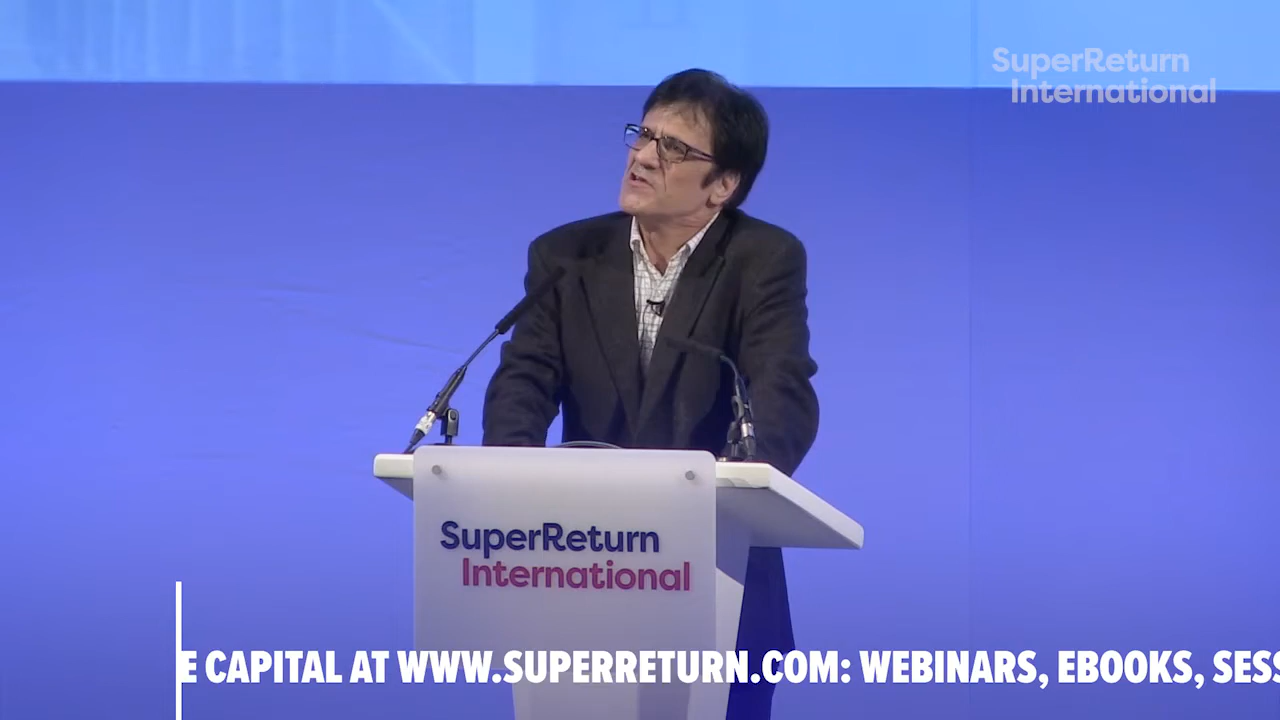 SuperReturn
International
SuperReturn
International
E CAPITAL AT WWW.SUPERRETURN.COM: WEBINARS, EBOOKS, SESS